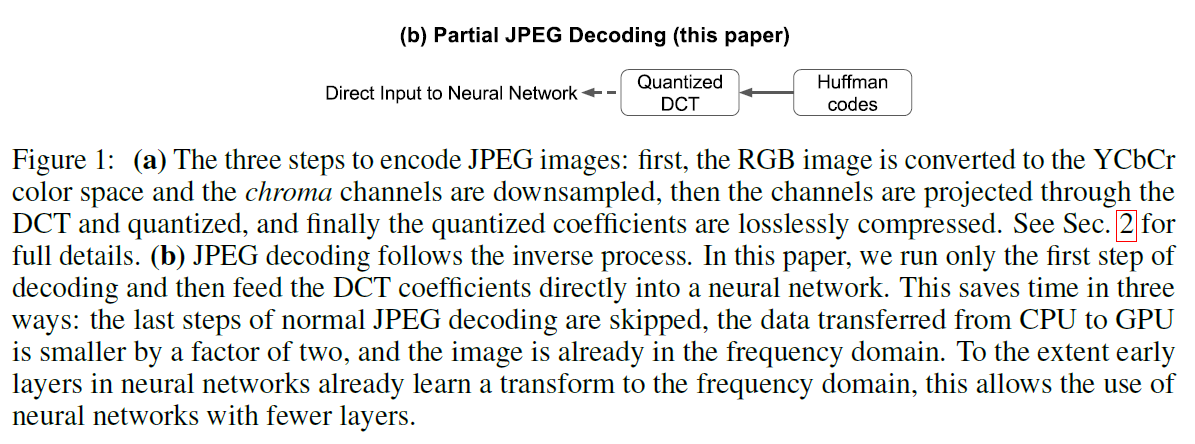 (b) Partial JPEG Decoding (this paper)
Direct Input to Neural Network
Quantized
DCT
Huffman
codes
Figure 1: (a) The three steps to encode JPEG images: first, the RGB image is converted to the YCbCr
color space and the chroma channels are downsampled, then the channels are projected through the
DCT and quantized, and finally the quantized coefficients are losslessly compressed. See Sec. 2 for
full details. (b) JPEG decoding follows the inverse process. In this paper, we run only the first step of
decoding and then feed the DCT coefficients directly into a neural network. This saves time in three
ways: the last steps of normal JPEG decoding are skipped, the data transferred from CPU to GPU
is smaller by a factor of two, and the image is already in the frequency domain. To the extent early
layers in neural networks already learn a transform to the frequency domain, this allows the use of
neural networks with fewer layers.